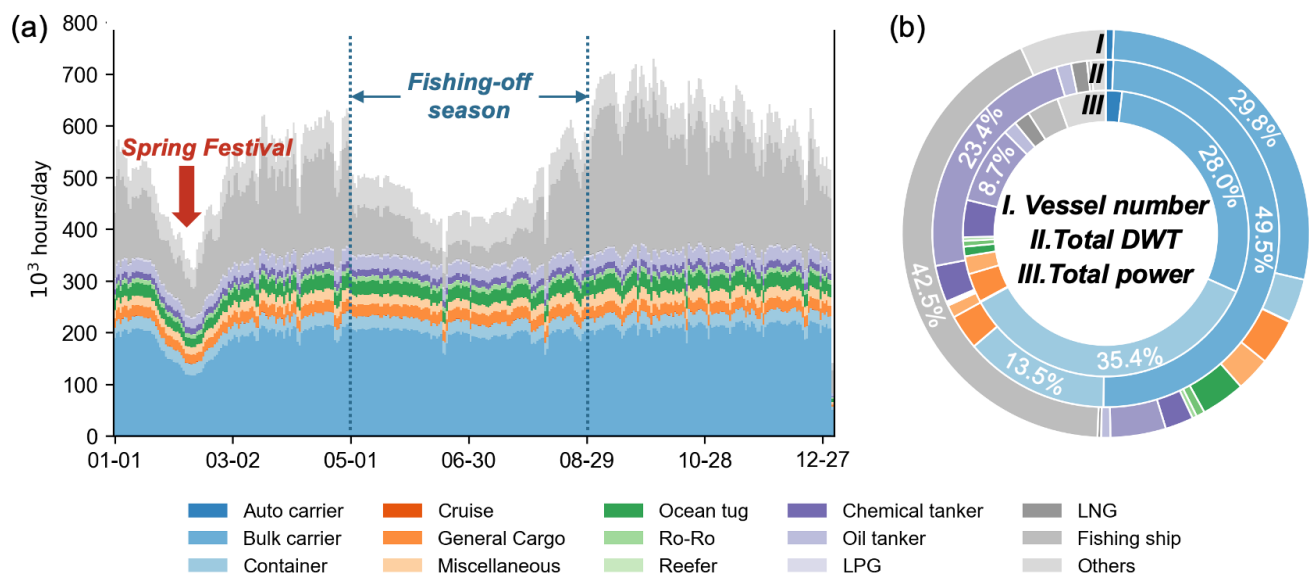 (a)
800
700
600
500
400
300
200
100
0
10³ hours/day
Spring Festival
Fishing-off
season
01-01
03-02
05-01
06-30
08-29
10-28
12-27
(b)
I
II
III
29.8%
28.0%
49.5%
23.4%
8.7%
42.5%
13.5%
35.4%
I. Vessel number
II.Total DWT
III.Total power
Auto carrier
Cruise
Ocean tug
Chemical tanker
LNG
Bulk carrier
General Cargo
Ro-Ro
Oil tanker
Fishing ship
Container
Miscellaneous
Reefer
LPG
Others